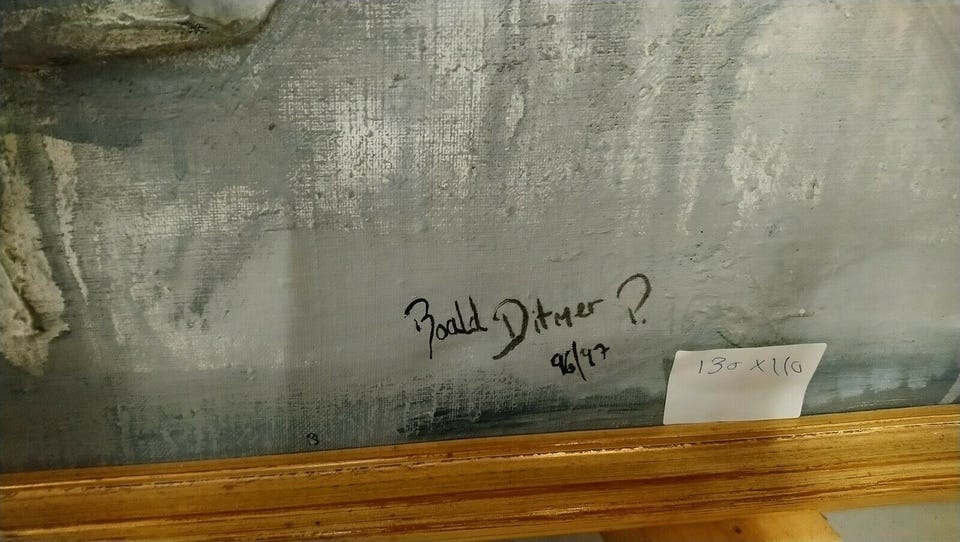 Roald Ditmer P.
96/97
130 x 110